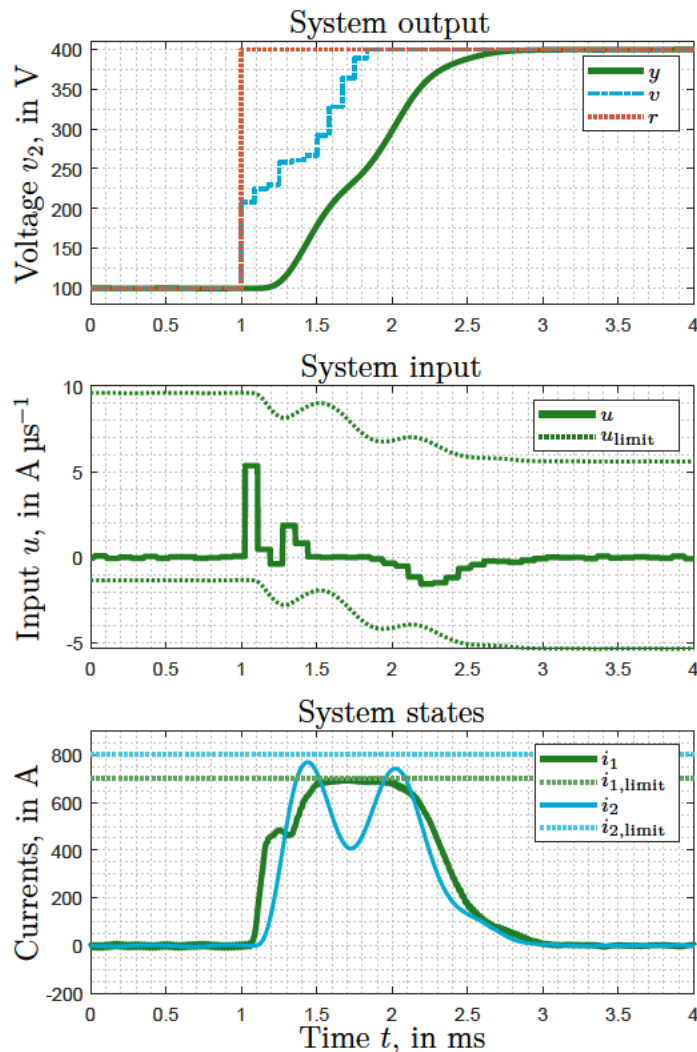 System output
Voltage v₂, in V
400
350
300
250
200
150
100
y
v
r
0 0.5 1 1.5 2 2.5 3 3.5 4
System input
Input u, in A µs⁻¹
10
5
0
-5
u
u_limit
0 0.5 1 1.5 2 2.5 3 3.5 4
System states
Currents, in A
800
600
400
200
0
-200
i₁
i₁,limit
i₂
i₂,limit
0 0.5 1 1.5 2 2.5 3 3.5 4
Time t, in ms